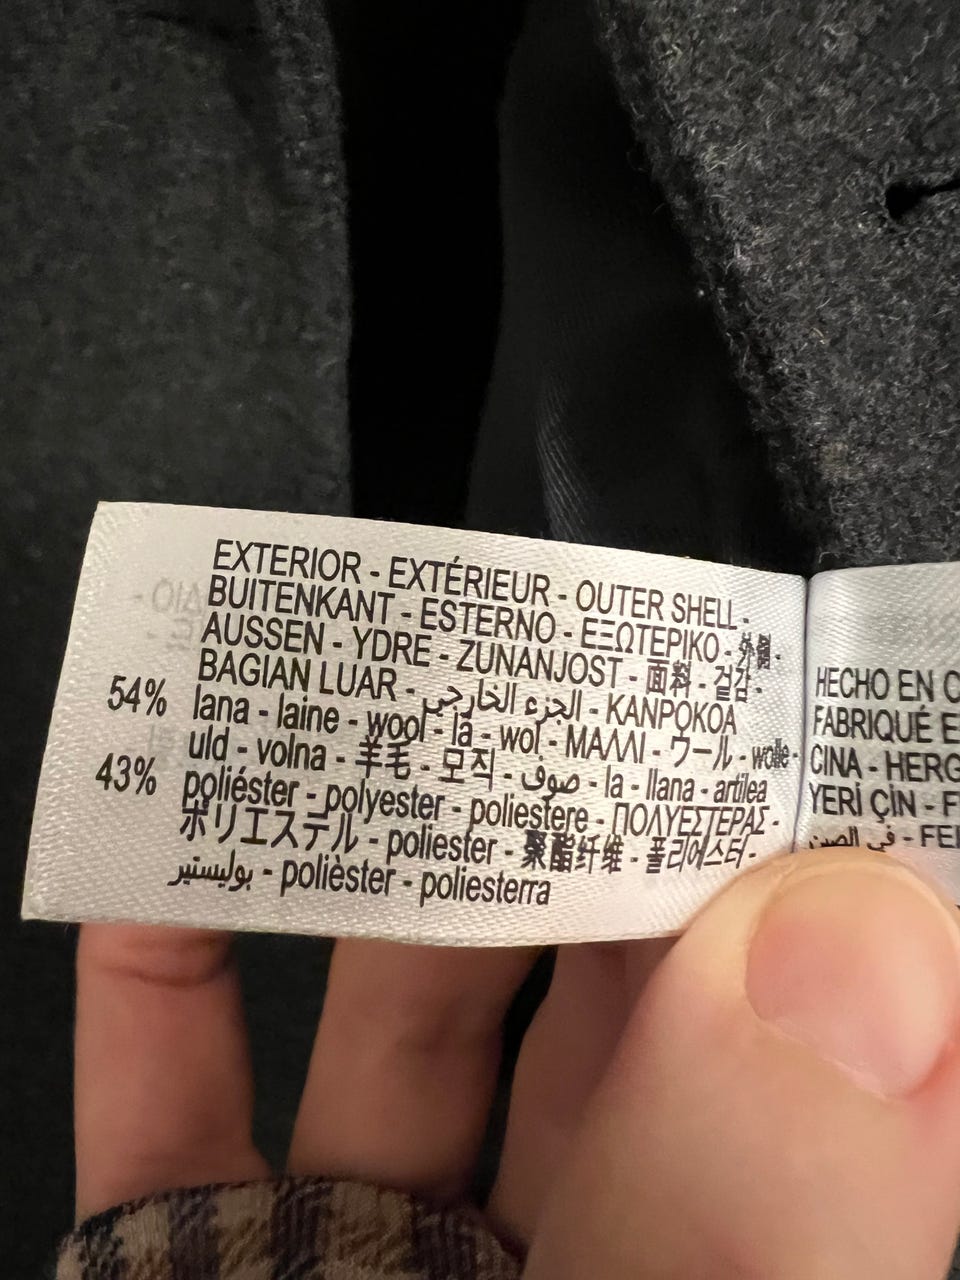 EXTERIOR - EXTÉRIEUR - OUTER SHELL -
BUITENKANT - ESTERNO - ΕΞΩΤΕΡΙΚΟ - 外側 -
AUSSEN - YDRE - ZUNANJOST - 面料 - 겉감 -
BAGIAN LUAR - الجزء الخارجي - KANPOKOA
54% lana - laine - wool - lã - wol - ΜΑΛΛΙ - ウール - wolle -
uld - volna - 羊毛 - 모직 - صوف - la - llana - artilea
43% poliéster - polyester - poliestere - ΠΟΛΥΕΣΤΕΡΑΣ -
ポリエステル - poliester - 聚酯纤维 - 폴리에스터 -
بوليستير - polièster - poliesterra
HECHO EN
FABRIQUÉ
CINA -
YERİ ÇİN -
في الصين -